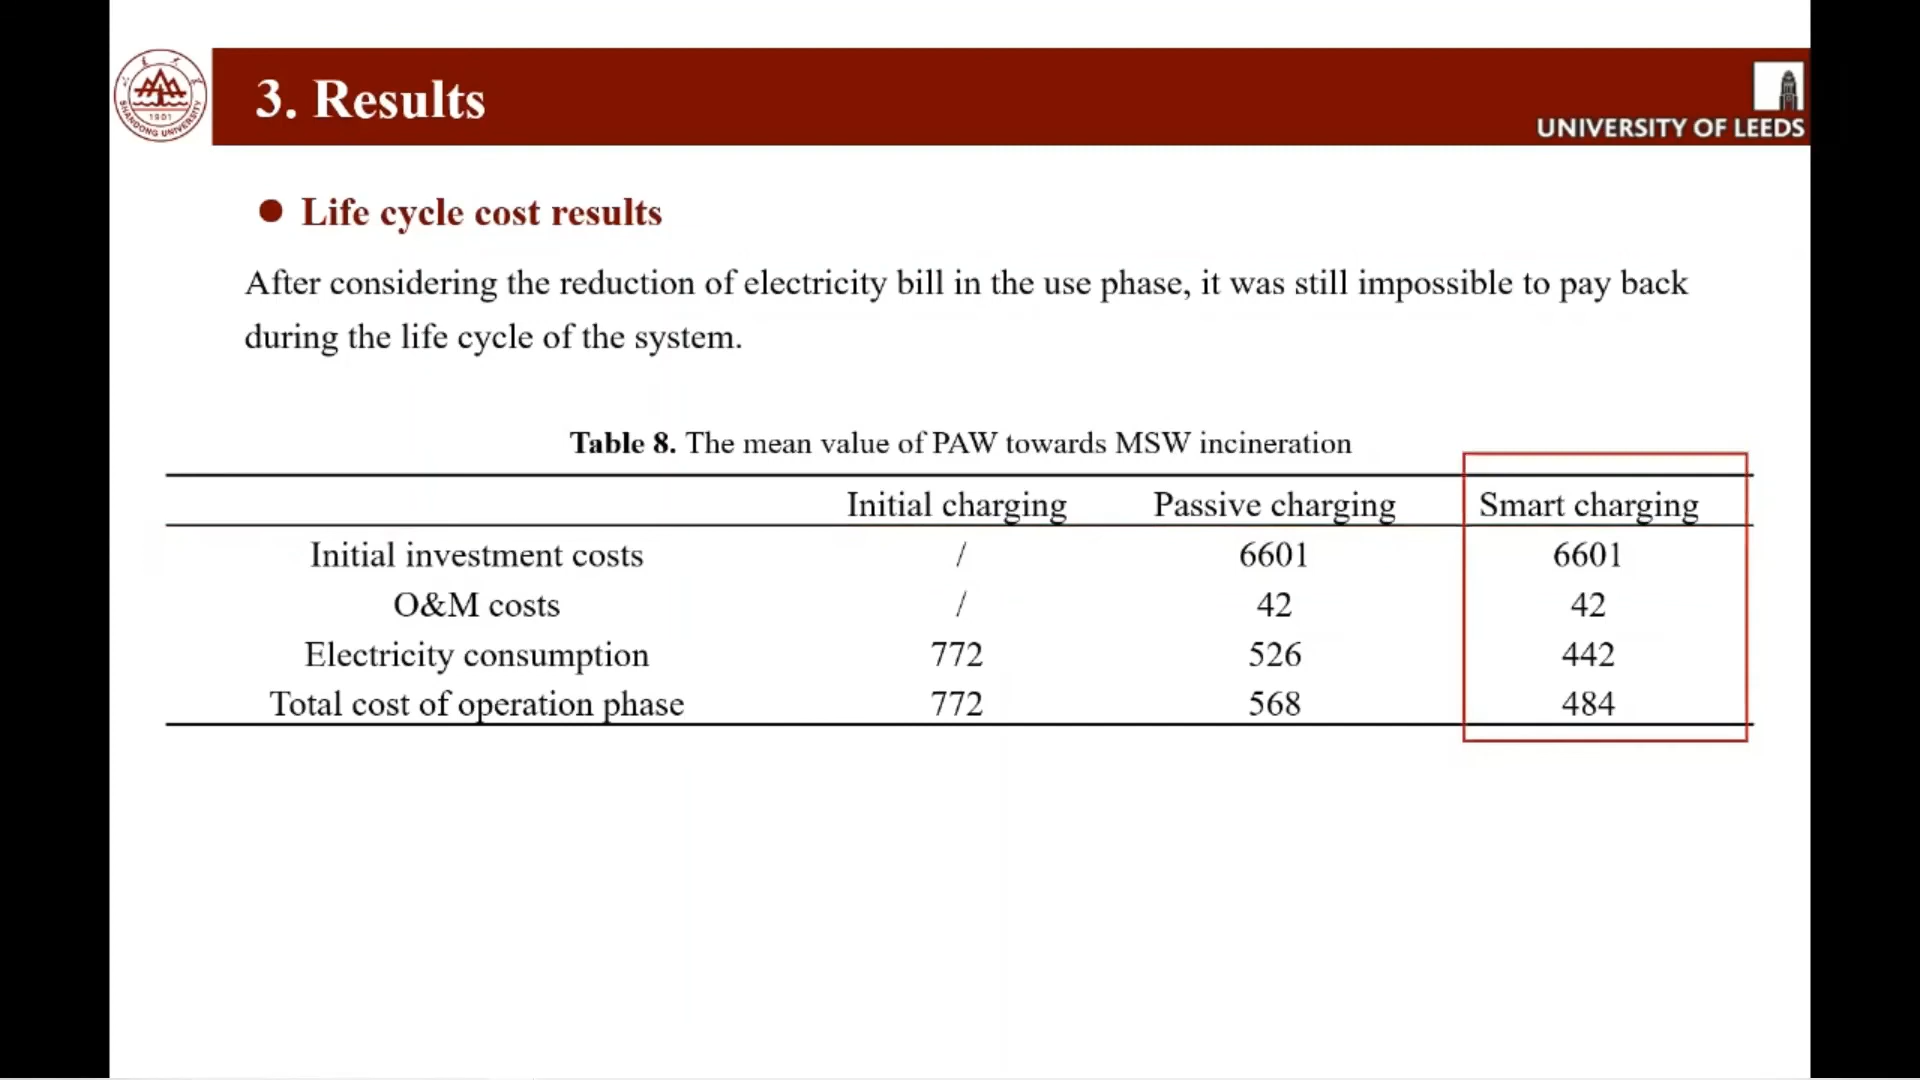 3. Results
SHANDONG UNIVERSITY
1901
UNIVERSITY OF LEEDS
● Life cycle cost results
After considering the reduction of electricity bill in the use phase, it was still impossible to pay back
during the life cycle of the system.
Table 8. The mean value of PAW towards MSW incineration
Initial charging Passive charging Smart charging
Initial investment costs / 6601 6601
O&M costs / 42 42
Electricity consumption 772 526 442
Total cost of operation phase 772 568 484